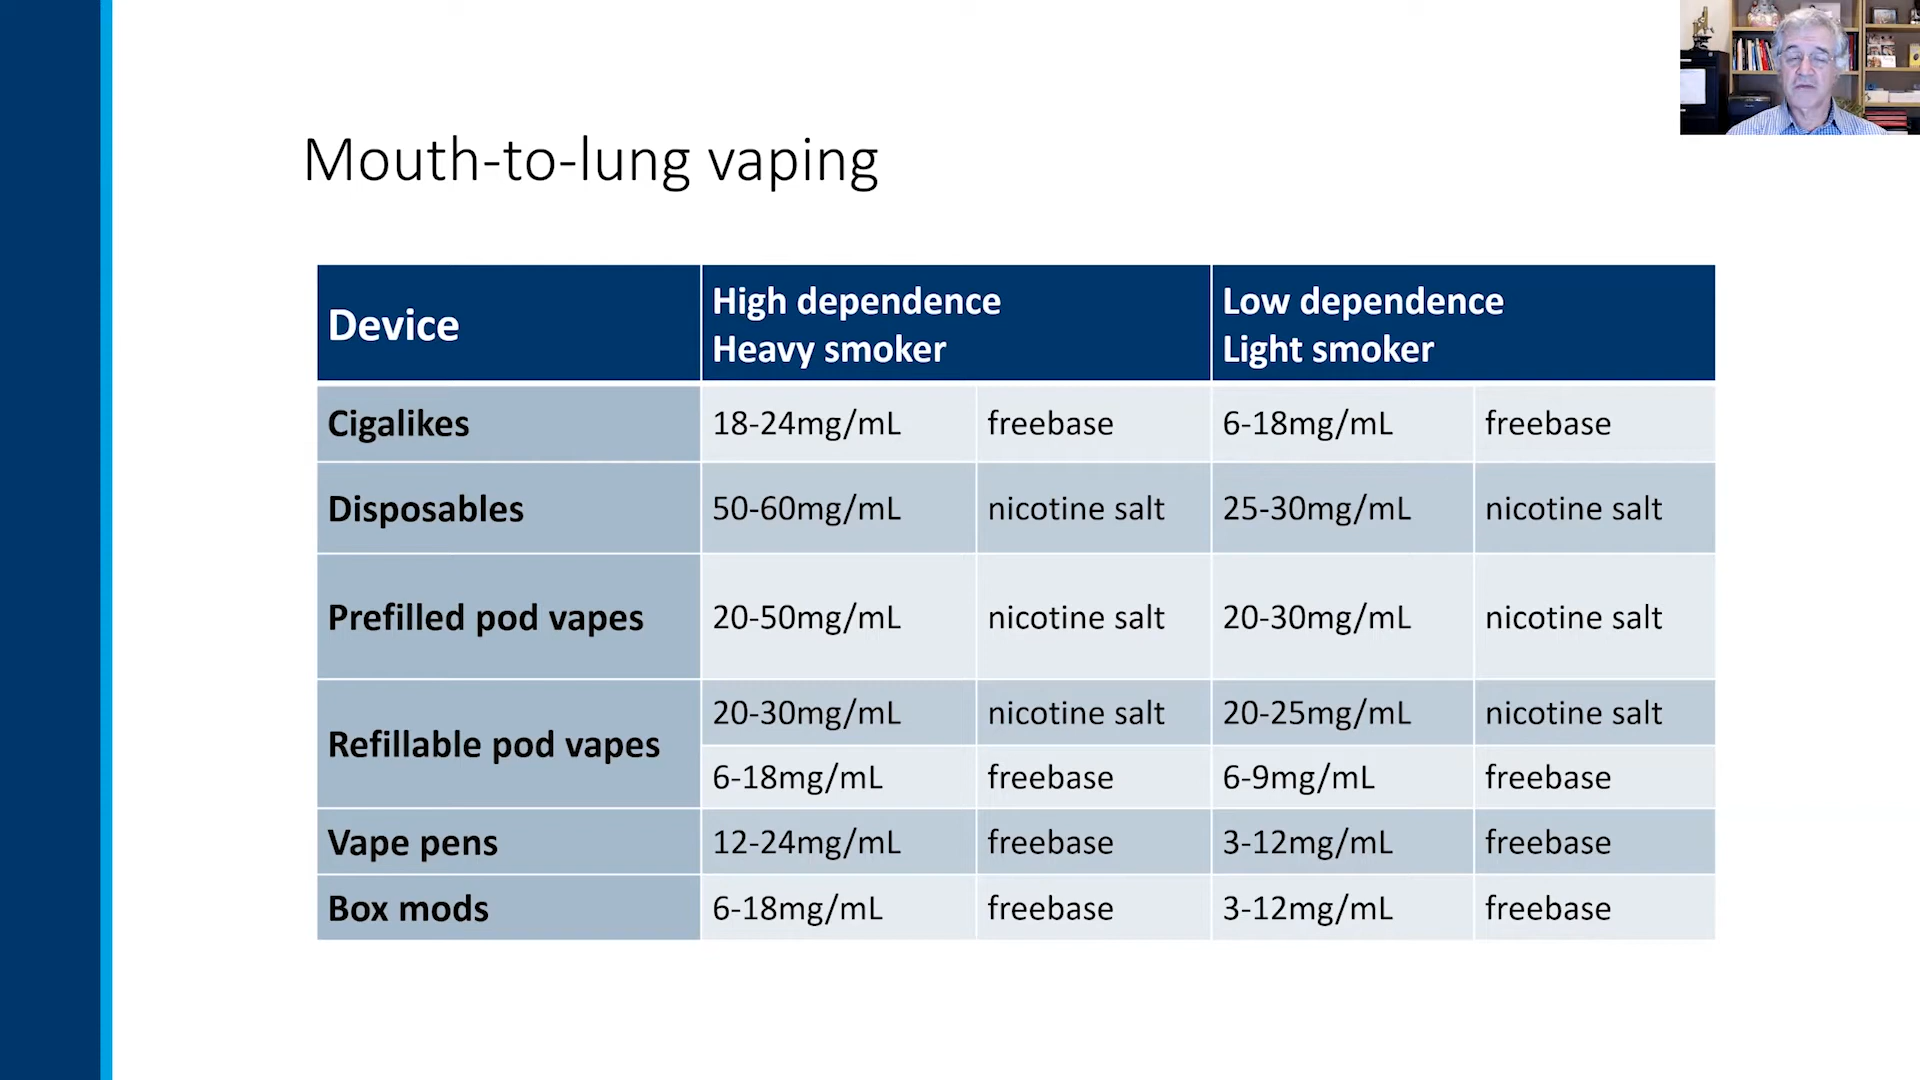 Mouth-to-lung vaping
Device
High dependence
Heavy smoker
Low dependence
Light smoker
Cigalikes 18-24mg/mL freebase 6-18mg/mL freebase
Disposables 50-60mg/mL nicotine salt 25-30mg/mL nicotine salt
Prefilled pod vapes 20-50mg/mL nicotine salt 20-30mg/mL nicotine salt
Refillable pod vapes 20-30mg/mL nicotine salt 20-25mg/mL nicotine salt
6-18mg/mL freebase 6-9mg/mL freebase
Vape pens 12-24mg/mL freebase 3-12mg/mL freebase
Box mods 6-18mg/mL freebase 3-12mg/mL freebase